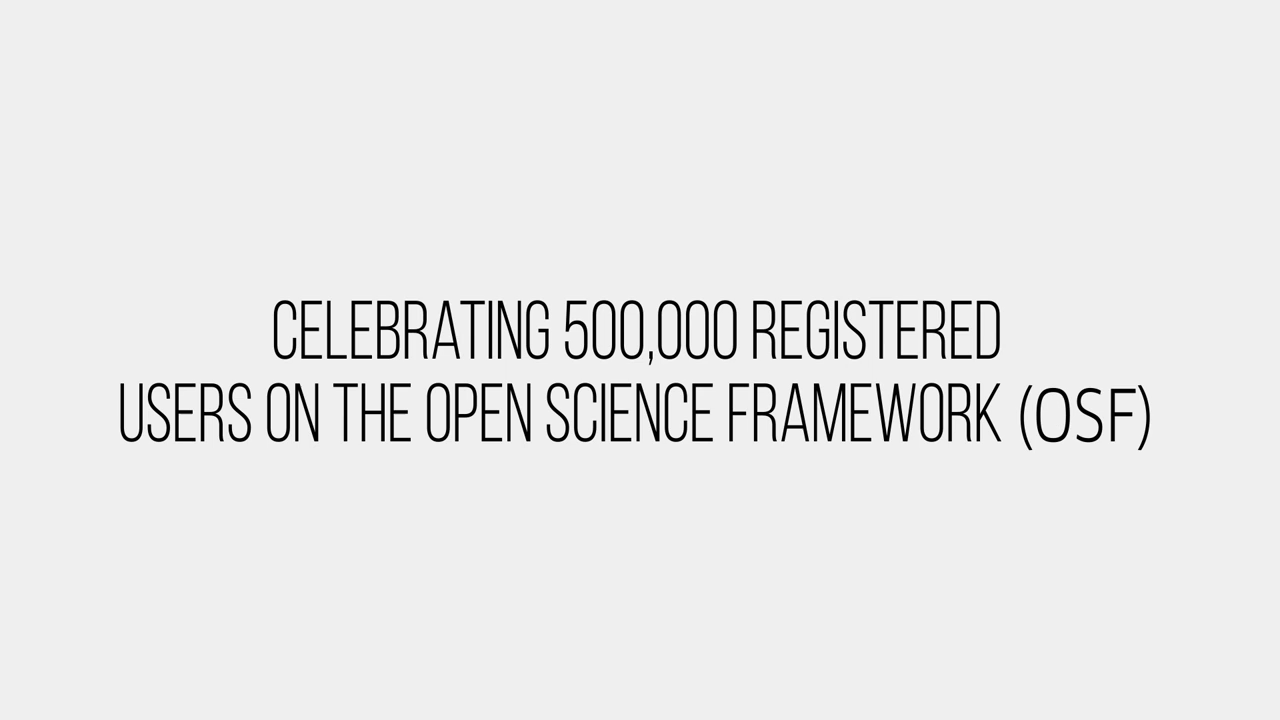 CELEBRATING 500,000 REGISTERED
USERS ON THE OPEN SCIENCE FRAMEWORK (OSF)